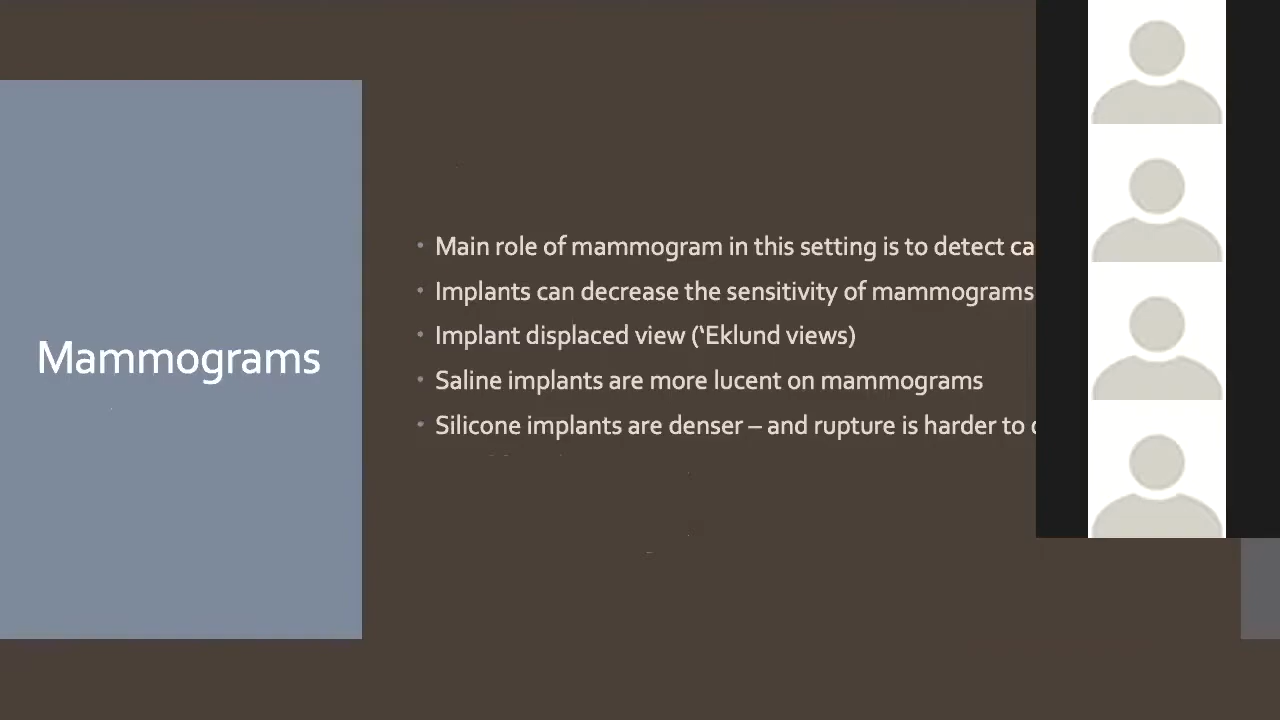 Mammograms
• Main role of mammogram in this setting is to detect
• Implants can decrease the sensitivity of mammograms
• Implant displaced view (‘Eklund views)
• Saline implants are more lucent on mammograms
• Silicone implants are denser – and rupture is harder to